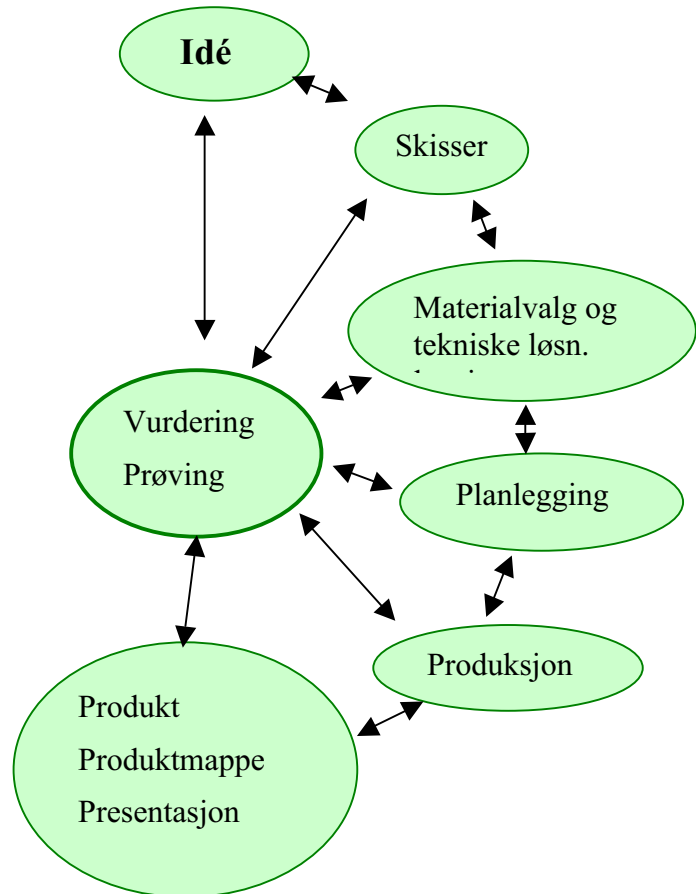 Idé
Skisser
Materialvalg og
tekniske løsn.
Vurdering
Prøving
Planlegging
Produksjon
Produkt
Produktmappe
Presentasjon